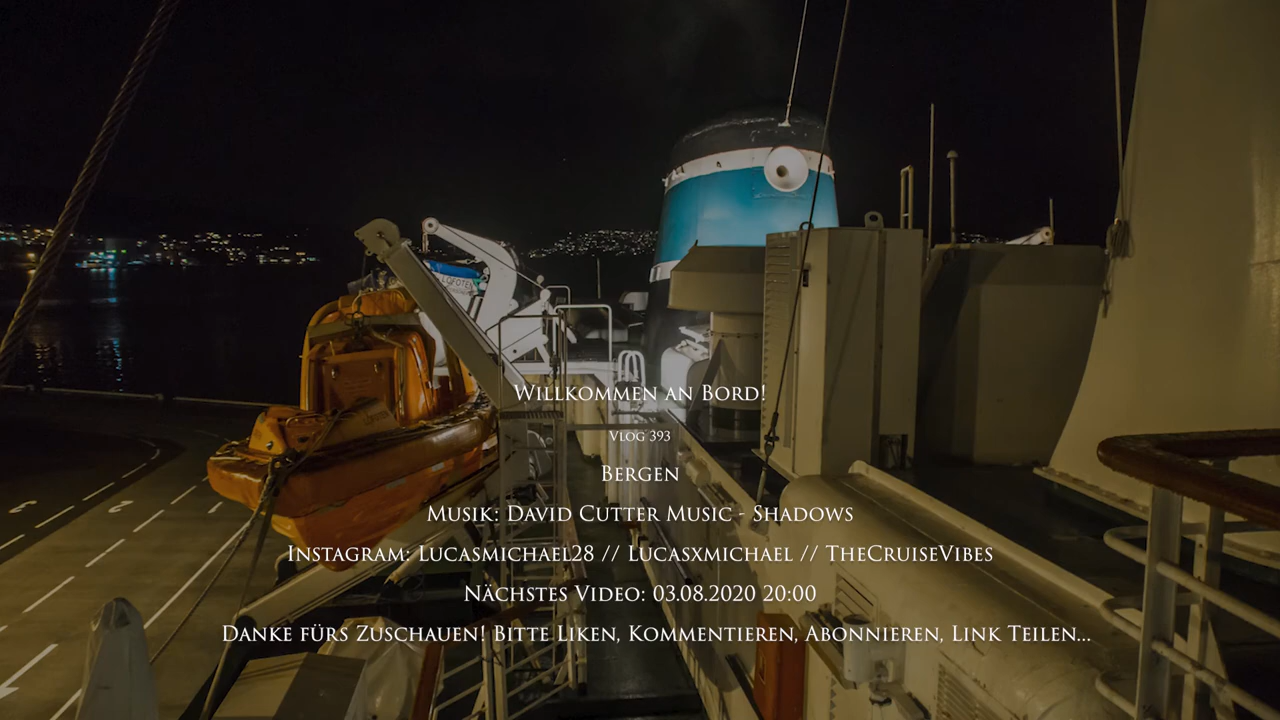 LOFOTEN
Willkommen an Bord!
Vlog 393
Bergen
Musik: David Cutter Music - Shadows
Instagram: Lucasmichael28 // lucasxmichael // TheCruiseVibes
Nächstes Video: 03.08.2020 20:00
Danke fürs Zuschauen! Bitte Liken, Kommentieren, Abonnieren, Link Teilen...